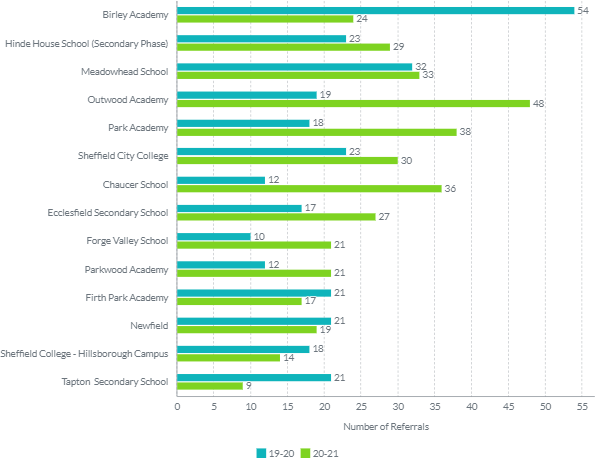 Birley Academy 54
24
Hinde House School (Secondary Phase) 23
29
Meadowhead School 32
33
Outwood Academy 19
48
Park Academy 18
38
Sheffield City College 23
30
Chaucer School 12
36
Ecclesfield Secondary School 17
27
Forge Valley School 10
21
Parkwood Academy 12
21
Firth Park Academy 21
17
Newfield 21
19
Sheffield College - Hillsborough Campus 18
14
Tapton Secondary School 21
9
0 5 10 15 20 25 30 35 40 45 50 55
Number of Referrals
19-20 20-21